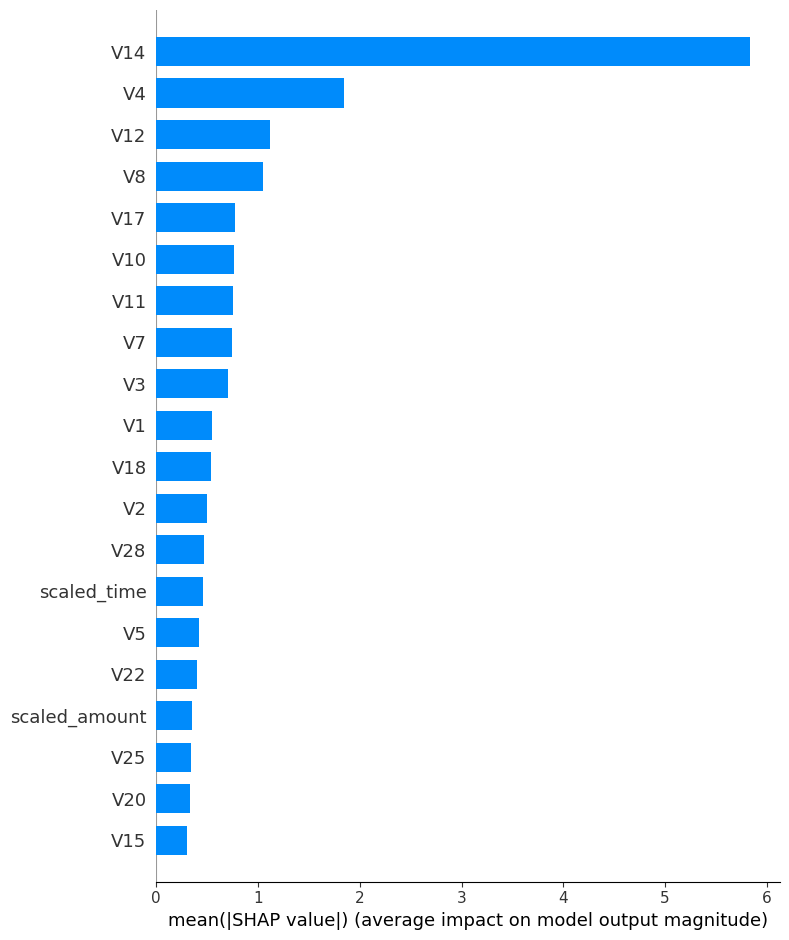 V14
V4
V12
V8
V17
V10
V11
V7
V3
V1
V18
V2
V28
scaled_time
V5
V22
scaled_amount
V25
V20
V15
0 1 2 3 4 5 6
mean(|SHAP value|) (average impact on model output magnitude)